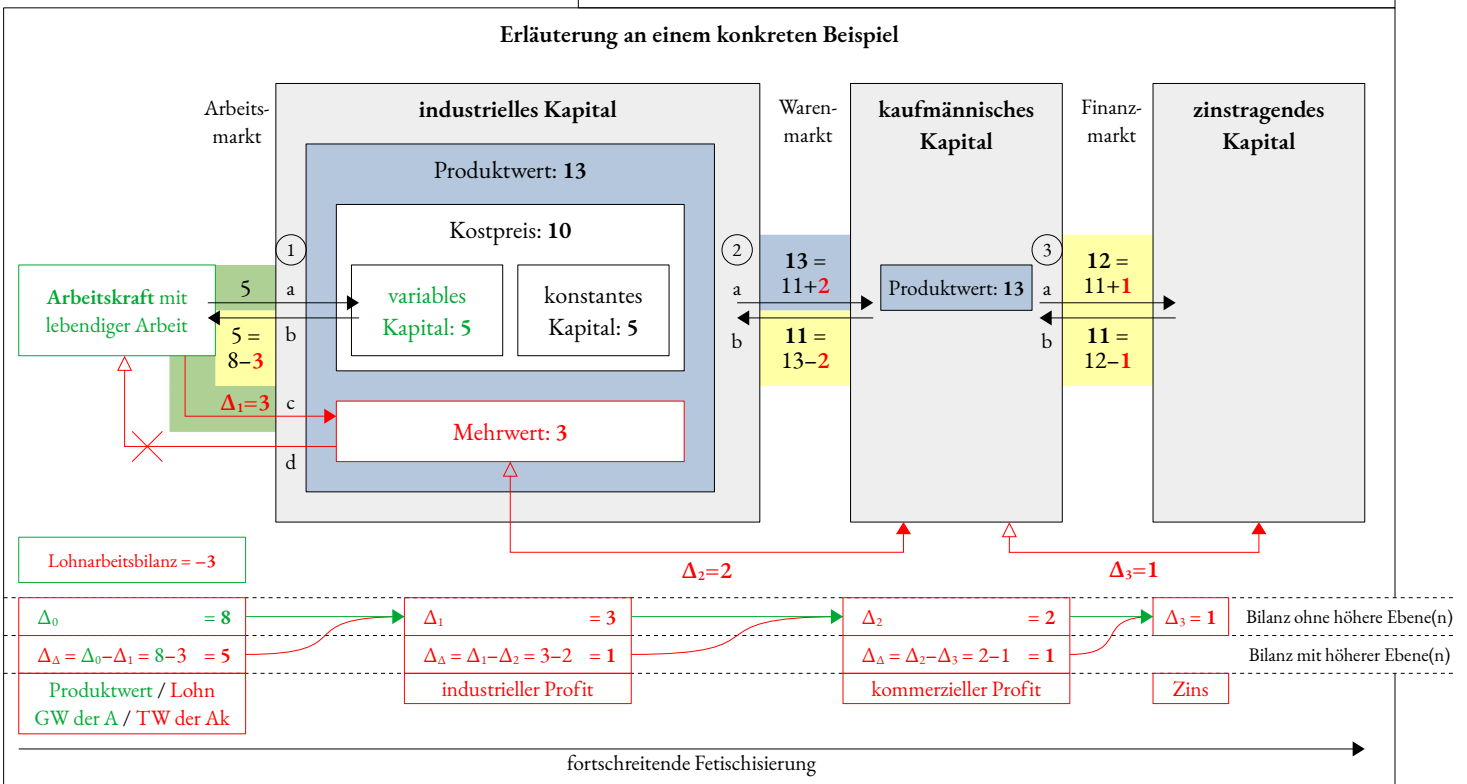 Erläuterung an einem konkreten Beispiel
Arbeits-
markt
industrielles Kapital
Waren-
markt
kaufmännisches
Kapital
Finanz-
markt
zinstragendes
Kapital
Produktwert: 13
Kostpreis: 10
1
2
3
Arbeitskraft mit
lebendiger Arbeit
5
a
b
5 =
8–3
variables
Kapital: 5
konstantes
Kapital: 5
a
b
13 =
11+2
11 =
13–2
Produktwert: 13
a
b
12 =
11+1
11 =
12–1
Δ₁=3
c
d
Mehrwert: 3
Lohnarbeitsbilanz = –3
Δ₂=2
Δ₃=1
Δ₀ = 8
Δ₁ = 3
Δ₂ = 2
Δ₃ = 1
Bilanz ohne höhere Ebene(n)
Δ_Δ = Δ₀–Δ₁ = 8–3 = 5
Δ_Δ = Δ₁–Δ₂ = 3–2 = 1
Δ_Δ = Δ₂–Δ₃ = 2–1 = 1
Bilanz mit höherer Ebene(n)
Produktwert / Lohn
GW der A / TW der Ak
industrieller Profit
kommerzieller Profit
Zins
fortschreitende Fetischisierung